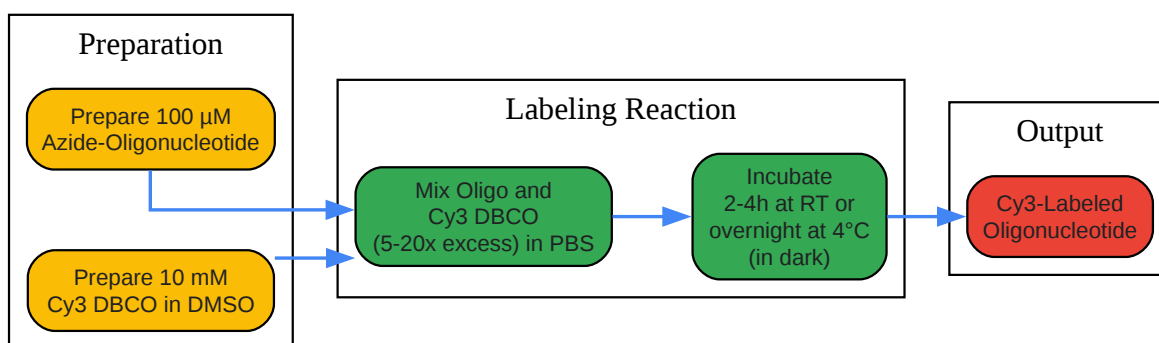 Preparation
Prepare 100 µM
Azide-Oligonucleotide
Prepare 10 mM
Cy3 DBCO in DMSO
Labeling Reaction
Mix Oligo and
Cy3 DBCO
(5-20x excess) in PBS
Incubate
2-4h at RT or
overnight at 4°C
(in dark)
Output
Cy3-Labeled
Oligonucleotide